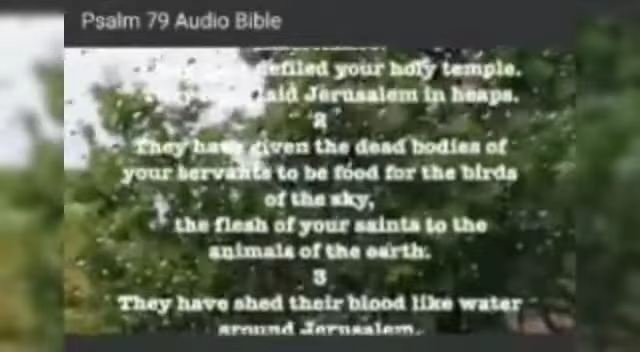 Psalm 79 Audio Bible
defiled your holy temple.
laid Jerusalem in heaps.
2
They have given the dead bodies of
your servants to be food for the birds
of the sky,
the flesh of your saints to the
animals of the earth.
3
They have shed their blood like water
around Jerusalem.